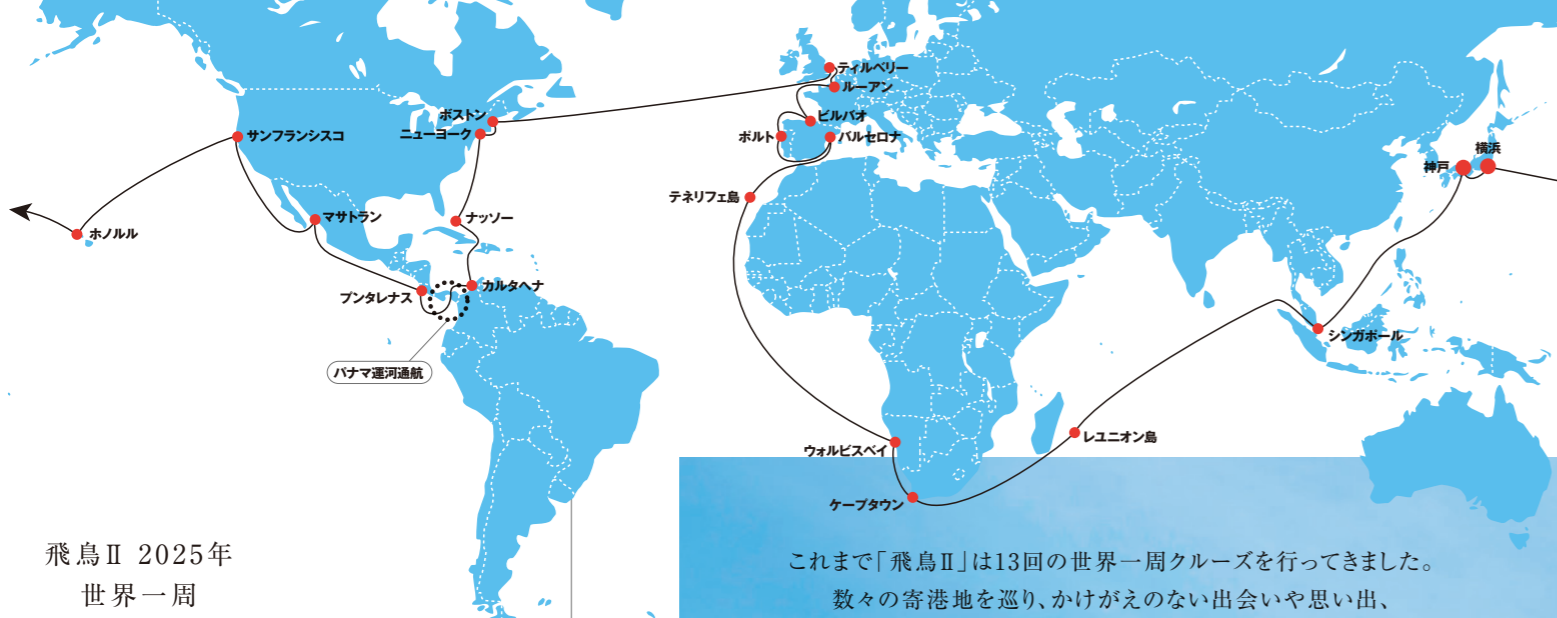 ティルベリー
ルーアン
ボストン
ニューヨーク
サンフランシスコ
ビルバオ
ポルト
バルセロナ
横浜
神戸
テネリフェ島
マサトラン
ナッソー
ホノルル
カルタヘナ
プンタレナス
パナマ運河通航
シンガポール
レユニオン島
ウォルビスベイ
ケープタウン
飛鳥Ⅱ 2025年
世界一周
これまで「飛鳥Ⅱ」は13回の世界一周クルーズを行ってきました。
数々の寄港地を巡り、かけがえのない出会いや思い出、